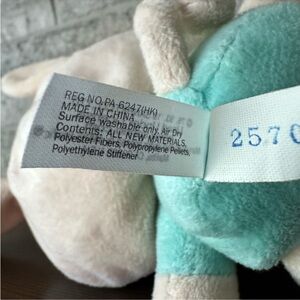 REG NO.PA-6247(HK)
MADE IN CHINA
Surface washable only, Air Dry
Contents: ALL NEW MATERIALS,
Polyester Fibers, Polypropylene Pellets,
Polyethylene Stiffener
2570